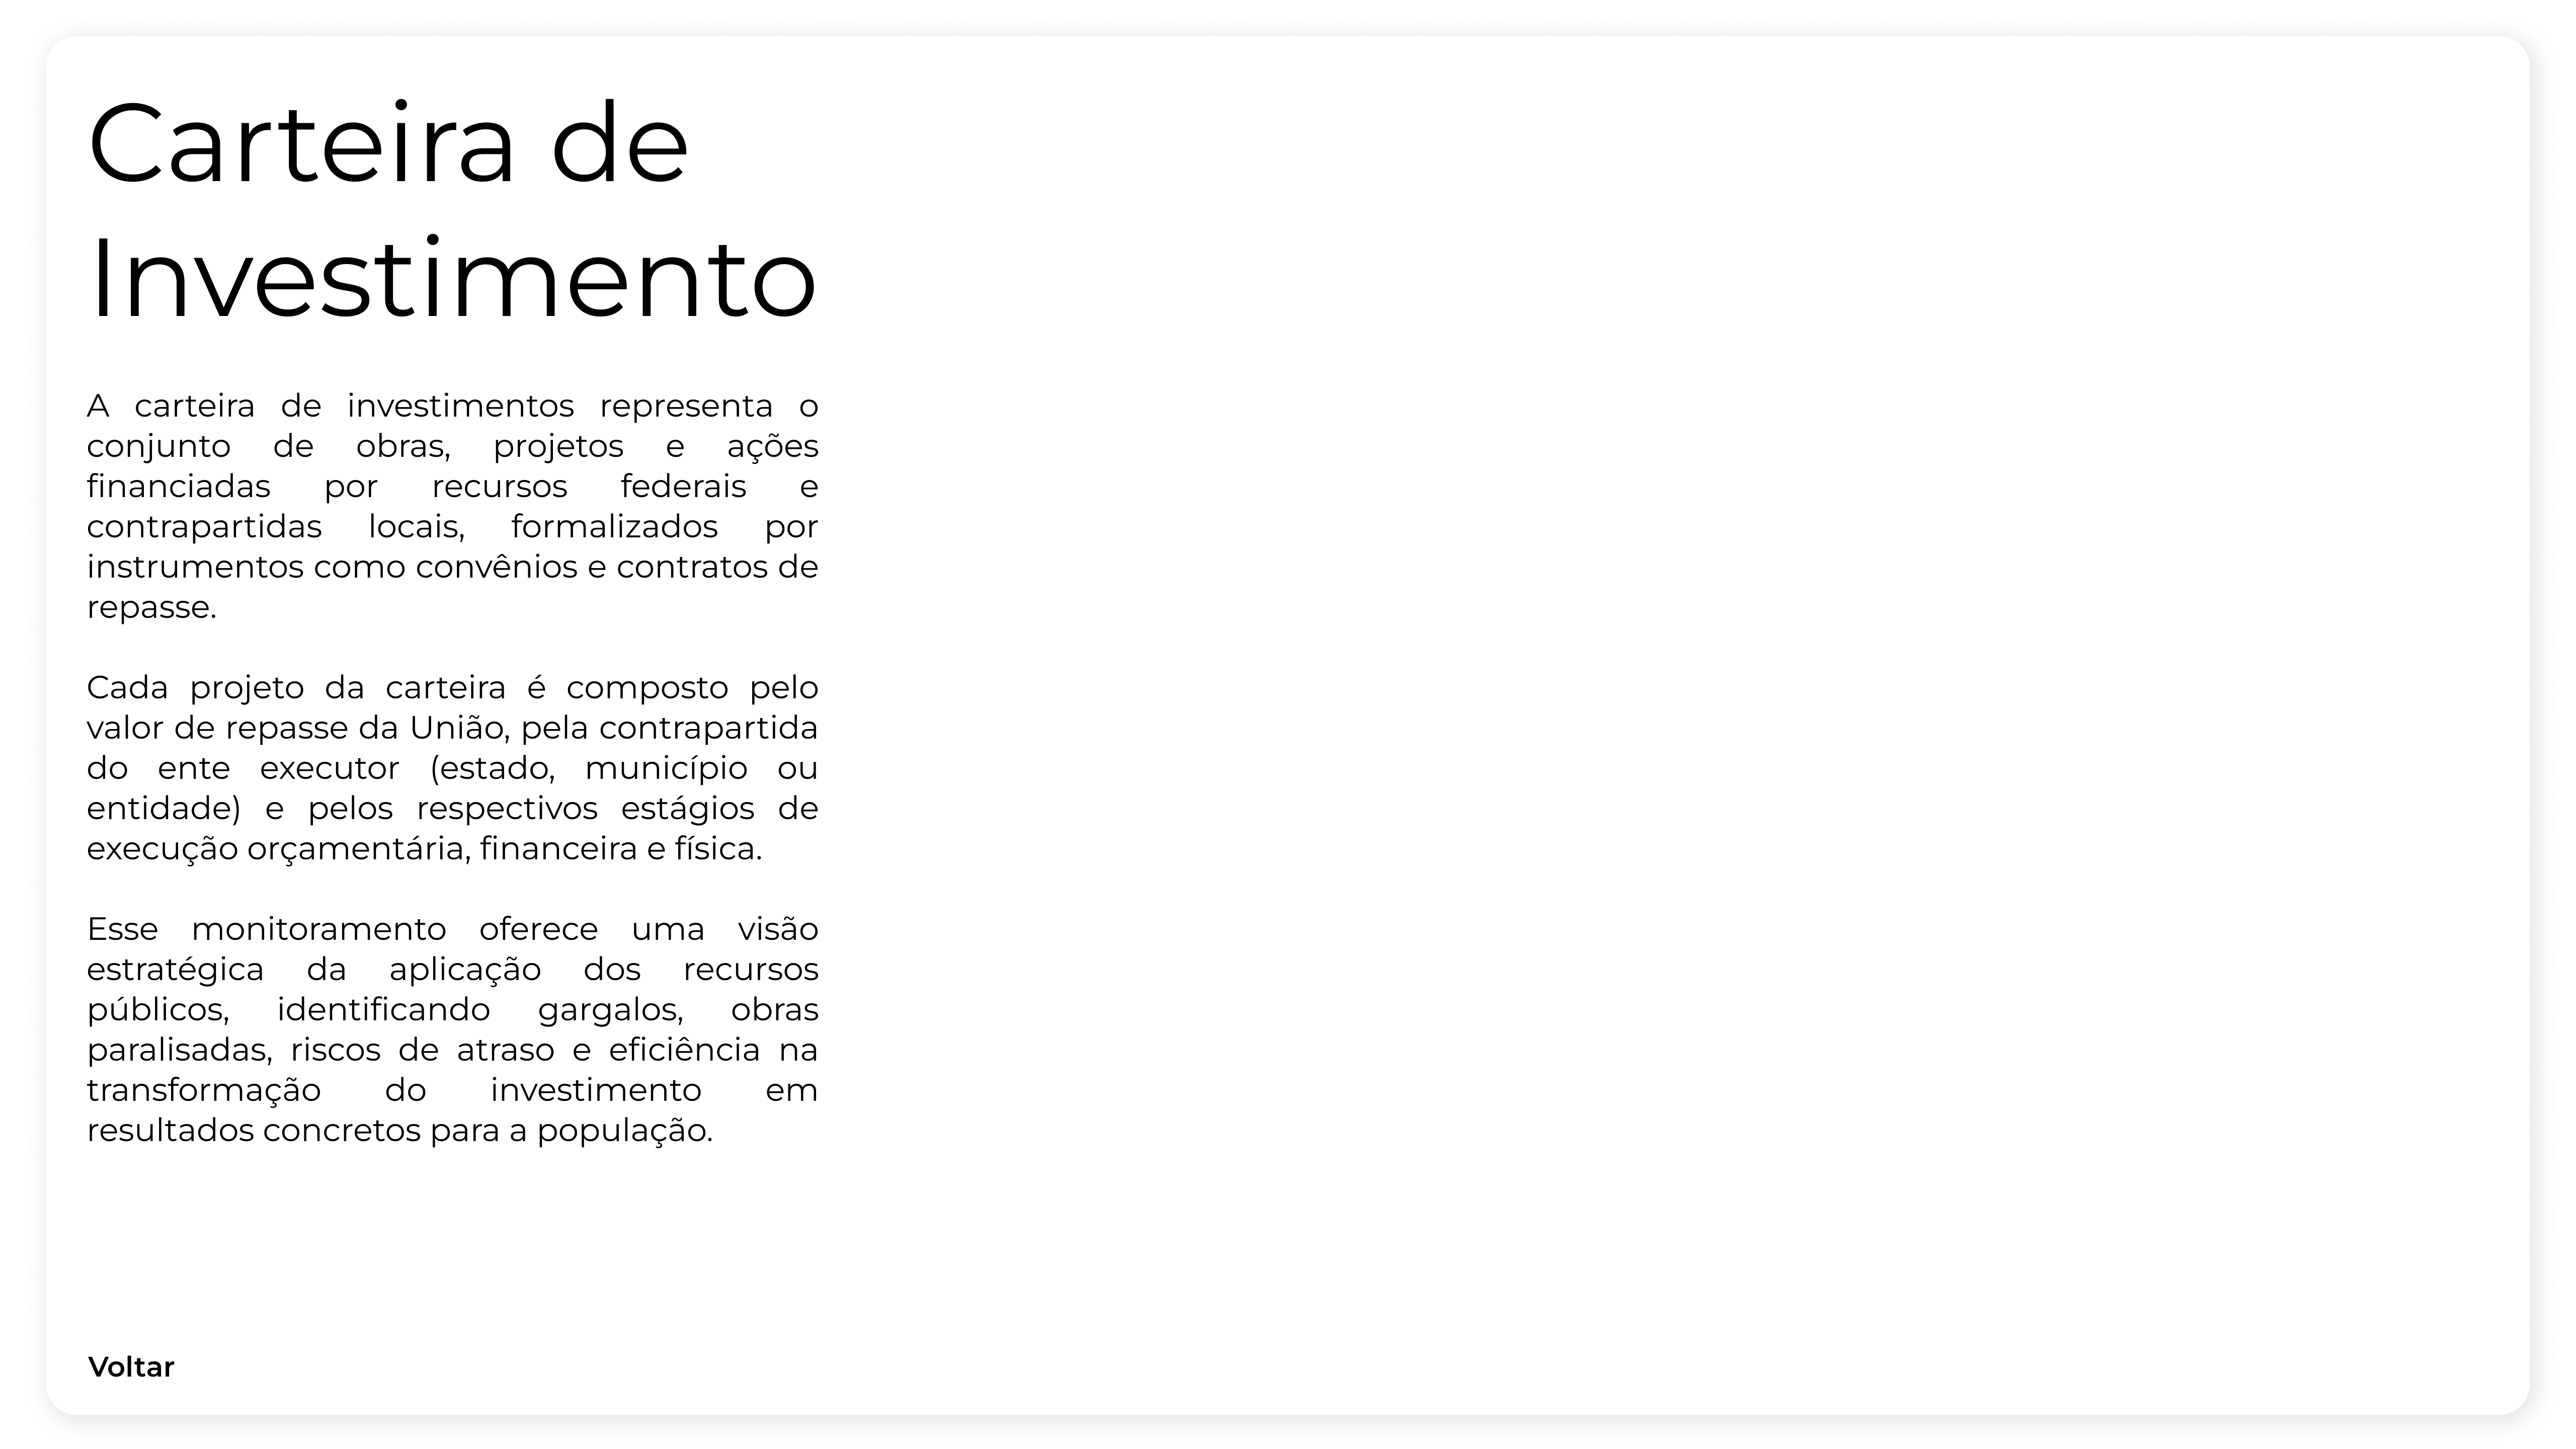 Carteira de
Investimento
A carteira de investimentos representa o
conjunto de obras, projetos e ações
financiadas por recursos federais e
contrapartidas locais, formalizados por
instrumentos como convênios e contratos de
repasse.
Cada projeto da carteira é composto pelo
valor de repasse da União, pela contrapartida
do ente executor (estado, município ou
entidade) e pelos respectivos estágios de
execução orçamentária, financeira e física.
Esse monitoramento oferece uma visão
estratégica da aplicação dos recursos
públicos, identificando gargalos, obras
paralisadas, riscos de atraso e eficiência na
transformação do investimento em
resultados concretos para a população.
Voltar